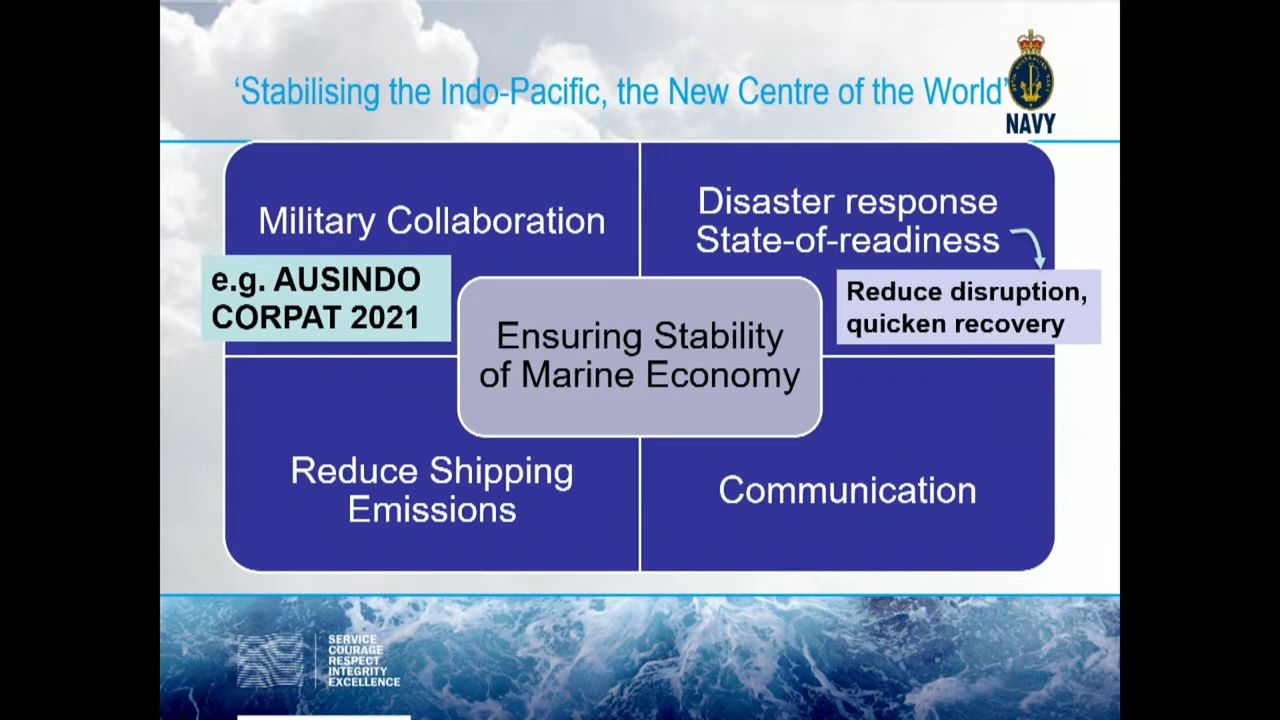 ‘Stabilising the Indo-Pacific, the New Centre of the World’
NAVY
Military Collaboration
e.g. AUSINDO
CORPAT 2021
Disaster response
State-of-readiness
Reduce disruption,
quicken recovery
Ensuring Stability
of Marine Economy
Reduce Shipping
Emissions
Communication
SERVICE
COURAGE
RESPECT
INTEGRITY
EXCELLENCE